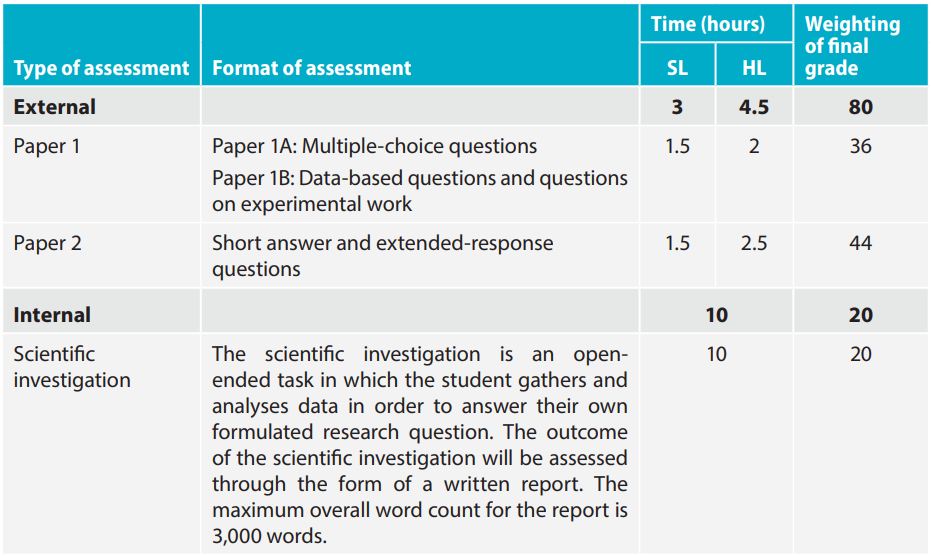 Type of assessment Format of assessment Time (hours) Weighting of final grade
SL HL
External 3 4.5 80
Paper 1 Paper 1A: Multiple-choice questions 1.5 2 36
Paper 1B: Data-based questions and questions
on experimental work
Paper 2 Short answer and extended-response 1.5 2.5 44
questions
Internal 10 20
Scientific The scientific investigation is an open- 10 20
investigation ended task in which the student gathers and
analyses data in order to answer their own
formulated research question. The outcome
of the scientific investigation will be assessed
through the form of a written report. The
maximum overall word count for the report is
3,000 words.